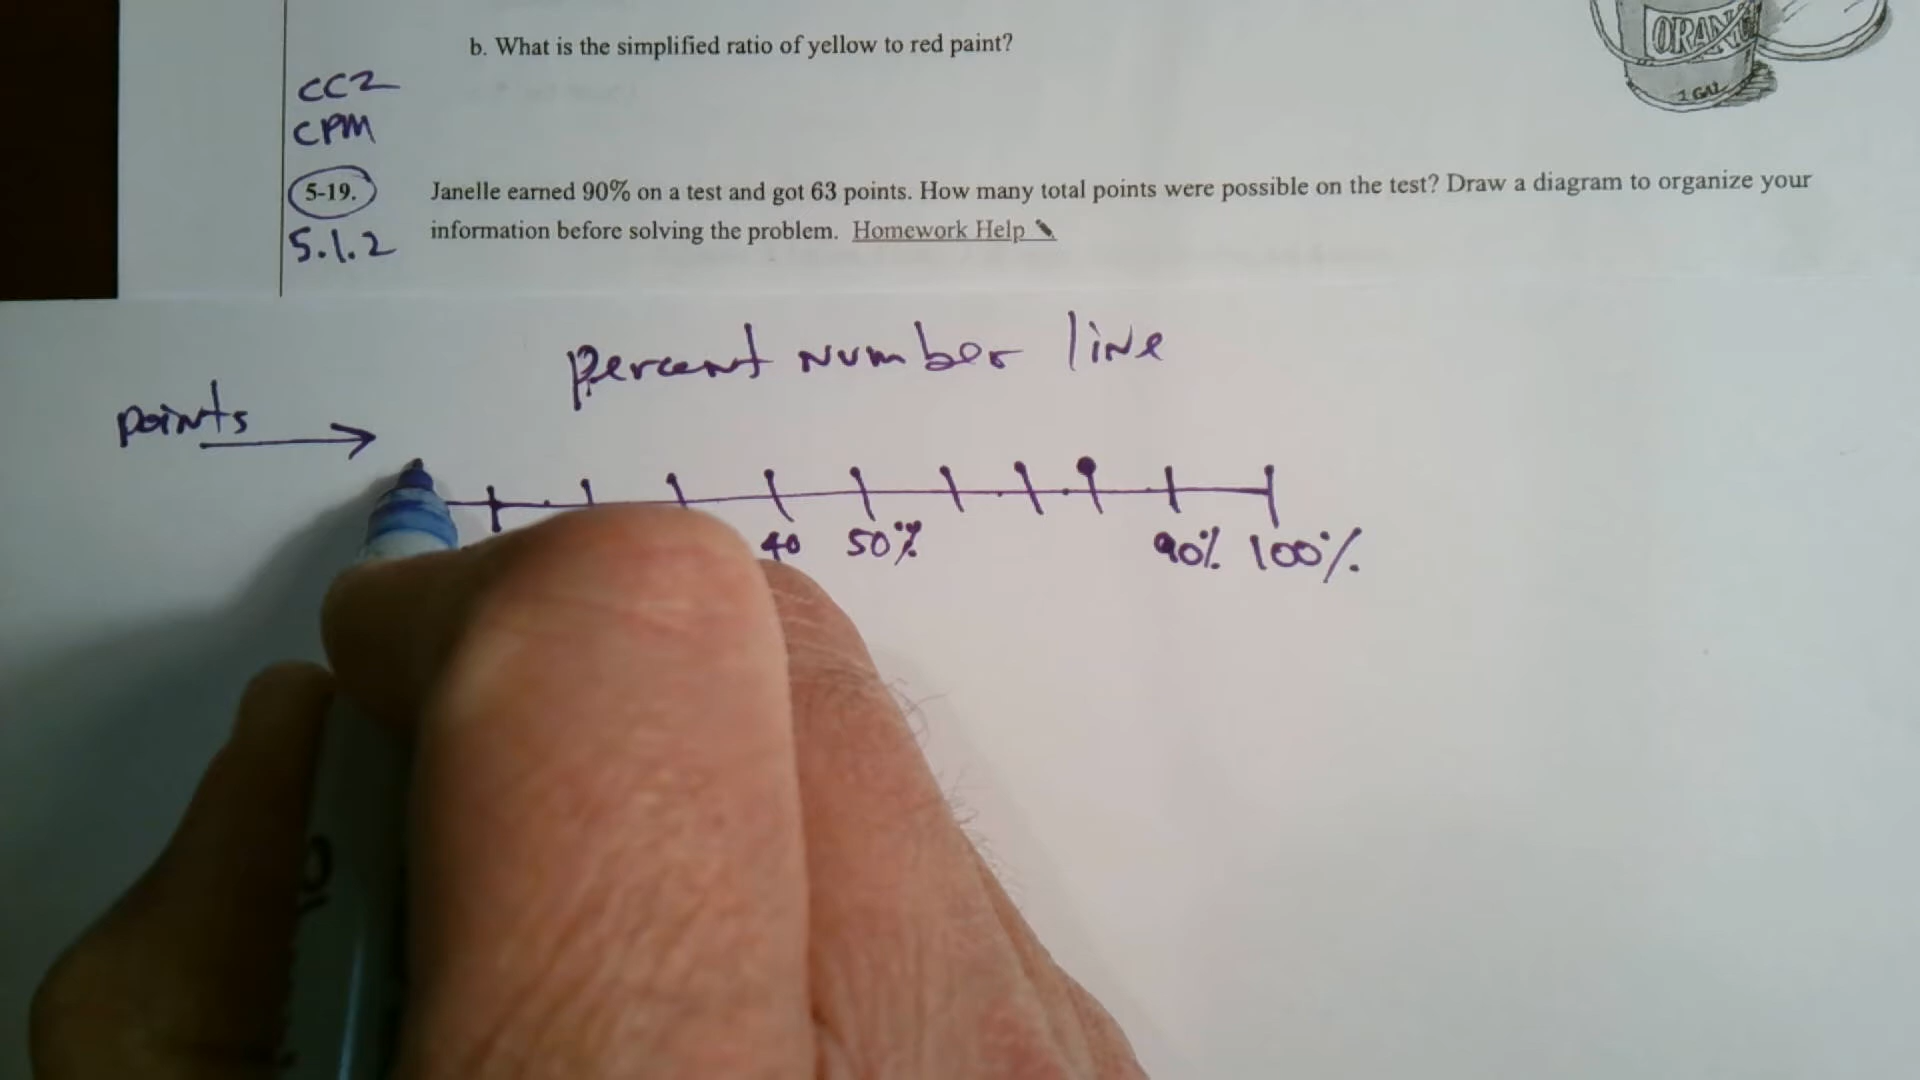 b. What is the simplified ratio of yellow to red paint?
1 GAL
CC2
CPM
5-19. Janelle earned 90% on a test and got 63 points. How many total points were possible on the test? Draw a diagram to organize your
information before solving the problem. Homework Help
5.1.2
percent number line
points
40 50% 90% 100%